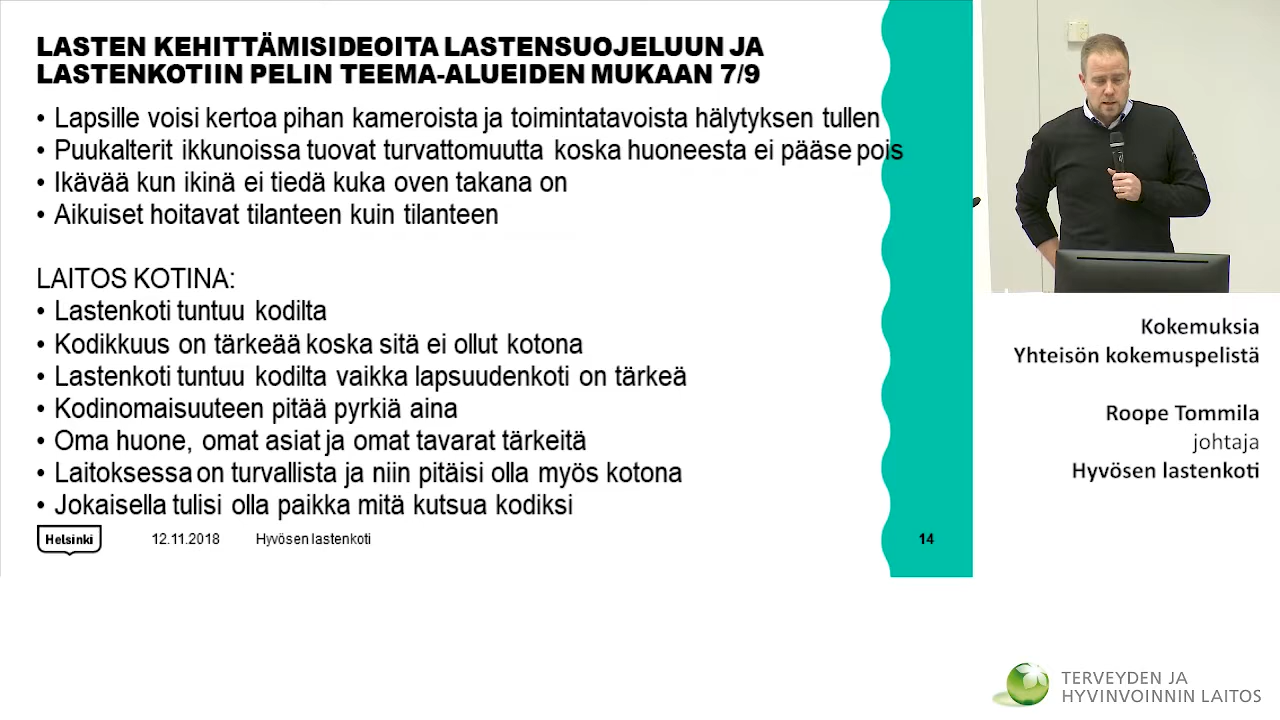 LASTEN KEHITTÄMISIDEOITA LASTENSUOJELUUN JA
LASTENKOTIIN PELIN TEEMA-ALUEIDEN MUKAAN 7/9
• Lapsille voisi kertoa pihan kameroista ja toimintatavoista hälytyksen tullen
• Puukalterit ikkunoissa tuovat turvattomuutta koska huoneesta ei pääse pois
• Ikävää kun ikinä ei tiedä kuka oven takana on
• Aikuiset hoitavat tilanteen kuin tilanteen
LAITOS KOTINA:
• Lastenkoti tuntuu kodilta
• Kodikkuus on tärkeää koska sitä ei ollut kotona
• Lastenkoti tuntuu kodilta vaikka lapsuudenkoti on tärkeä
• Kodinomaisuuteen pitää pyrkiä aina
• Oma huone, omat asiat ja omat tavarat tärkeitä
• Laitoksessa on turvallista ja niin pitäisi olla myös kotona
• Jokaisella tulisi olla paikka mitä kutsua kodiksi
Helsinki 12.11.2018 Hyvösen lastenkoti 14
Kokemuksia
Yhteisön kokemuspelistä
Roope Tommila
johtaja
Hyvösen lastenkoti
TERVEYDEN JA
HYVINVOINNIN LAITOS